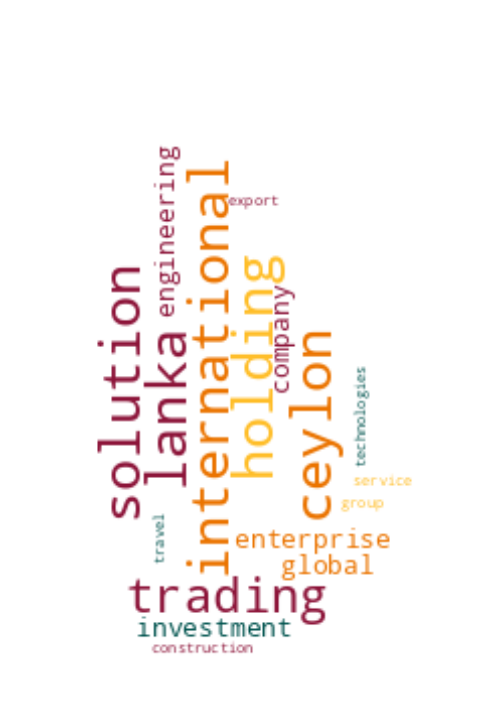 engineering
international
export
solution
lanka
holding
company
ceylon
technologies
service
group
travel
enterprise
global
trading
investment
construction